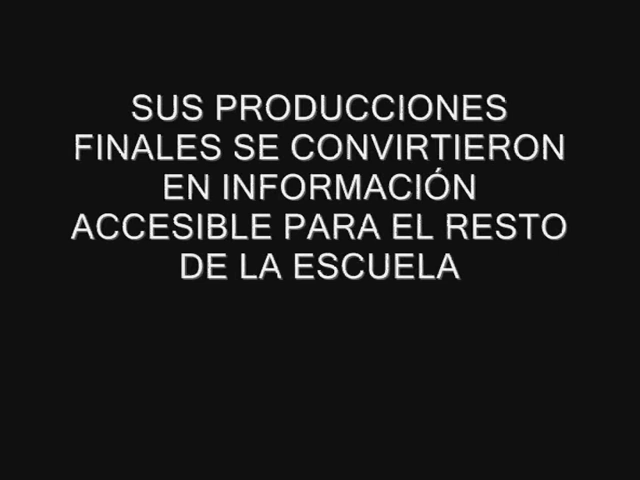 SUS PRODUCCIONES
FINALES SE CONVIRTIERON
EN INFORMACIÓN
ACCESIBLE PARA EL RESTO
DE LA ESCUELA